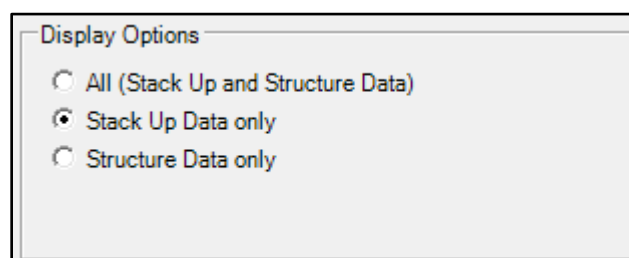 Display Options
All (Stack Up and Structure Data)
Stack Up Data only
Structure Data only